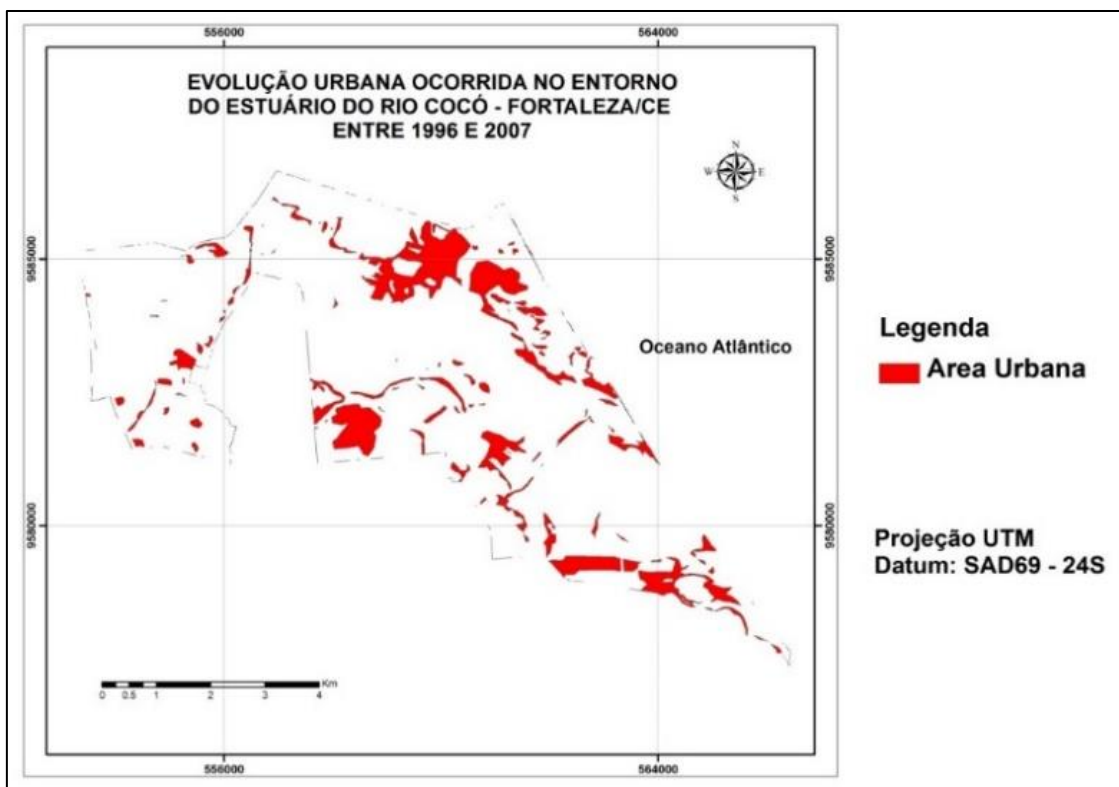 556000
564000
EVOLUÇÃO URBANA OCORRIDA NO ENTORNO
DO ESTUÁRIO DO RIO COCÓ - FORTALEZA/CE
ENTRE 1996 E 2007
N
W
E
S
9585000
9585000
Oceano Atlântico
Legenda
Area Urbana
9580000
9580000
Projeção UTM
Datum: SAD69 - 24S
Km
0 0.5 1 2 3 4
556000
564000